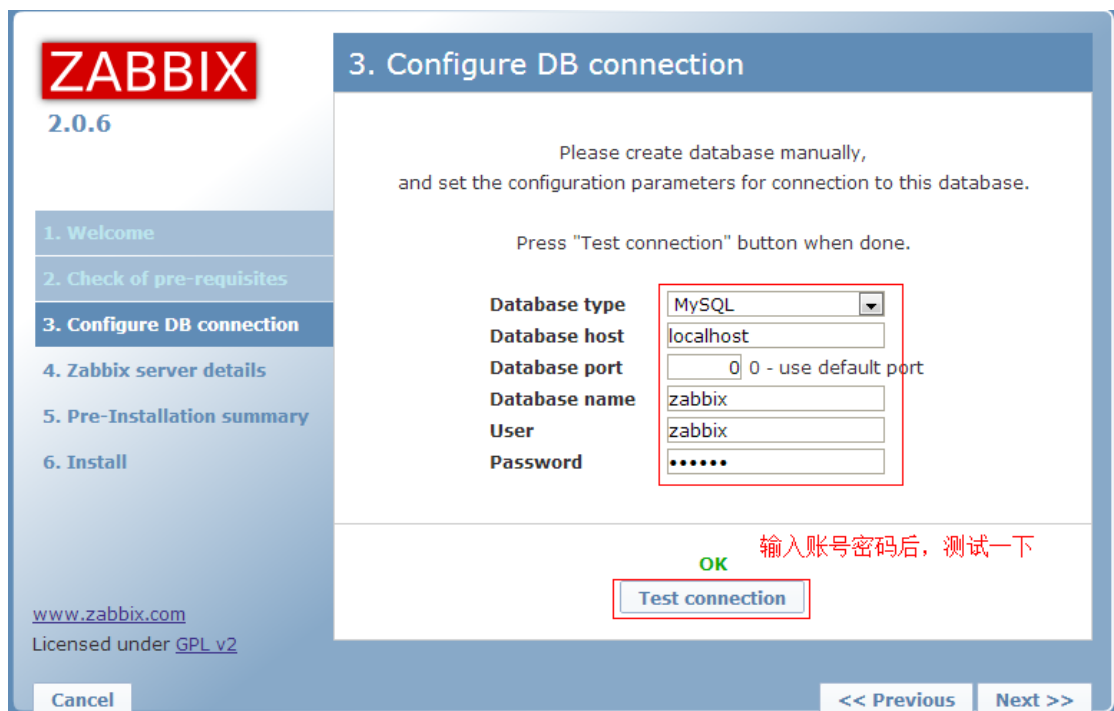 ZABBIX
2.0.6
1. Welcome
2. Check of pre-requisites
3. Configure DB connection
4. Zabbix server details
5. Pre-Installation summary
6. Install
www.zabbix.com
Licensed under GPL v2
3. Configure DB connection
Please create database manually,
and set the configuration parameters for connection to this database.
Press "Test connection" button when done.
Database type MySQL
Database host localhost
Database port 0 0 - use default port
Database name zabbix
User zabbix
Password ••••••
输入账号密码后，测试一下
OK
Test connection
Cancel << Previous Next >>